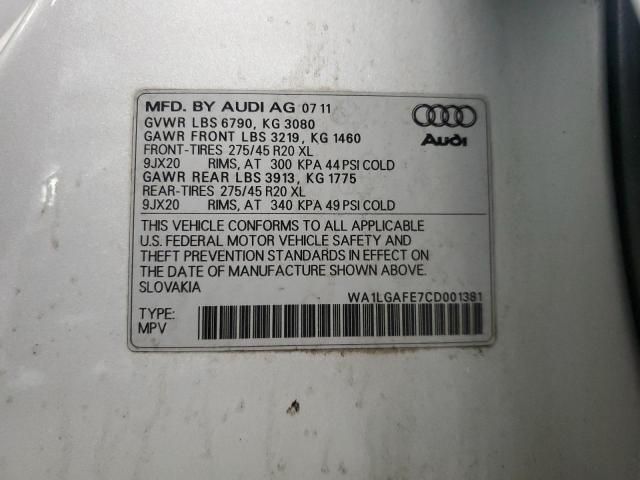 MFD. BY AUDI AG 07 11
GVWR LBS 6790, KG 3080
GAWR FRONT LBS 3219, KG 1460
FRONT-TIRES 275/45 R20 XL
9JX20 RIMS, AT 300 KPA 44 PSI COLD
GAWR REAR LBS 3913, KG 1775
REAR-TIRES 275/45 R20 XL
9JX20 RIMS, AT 340 KPA 49 PSI COLD
Audi
THIS VEHICLE CONFORMS TO ALL APPLICABLE
U.S. FEDERAL MOTOR VEHICLE SAFETY AND
THEFT PREVENTION STANDARDS IN EFFECT ON
THE DATE OF MANUFACTURE SHOWN ABOVE.
SLOVAKIA
WA1LGAFE7CD001381
TYPE:
MPV